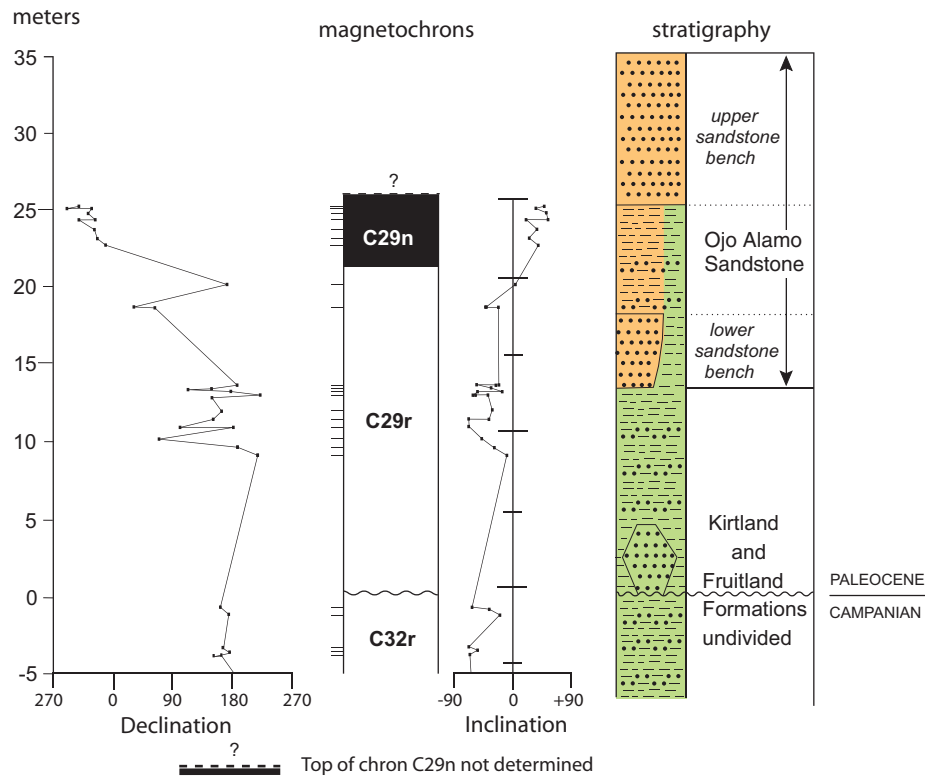 meters
magnetochrons
stratigraphy
35
30
25
20
15
10
5
0
-5
270
0
90
180
270
Declination
?
C29n
C29r
C32r
-90
0
+90
Inclination
upper
sandstone
bench
Ojo Alamo
Sandstone
lower
sandstone
bench
Kirtland
and
Fruitland
Formations
undivided
PALEOCENE
CAMPANIAN
?
Top of chron C29n not determined